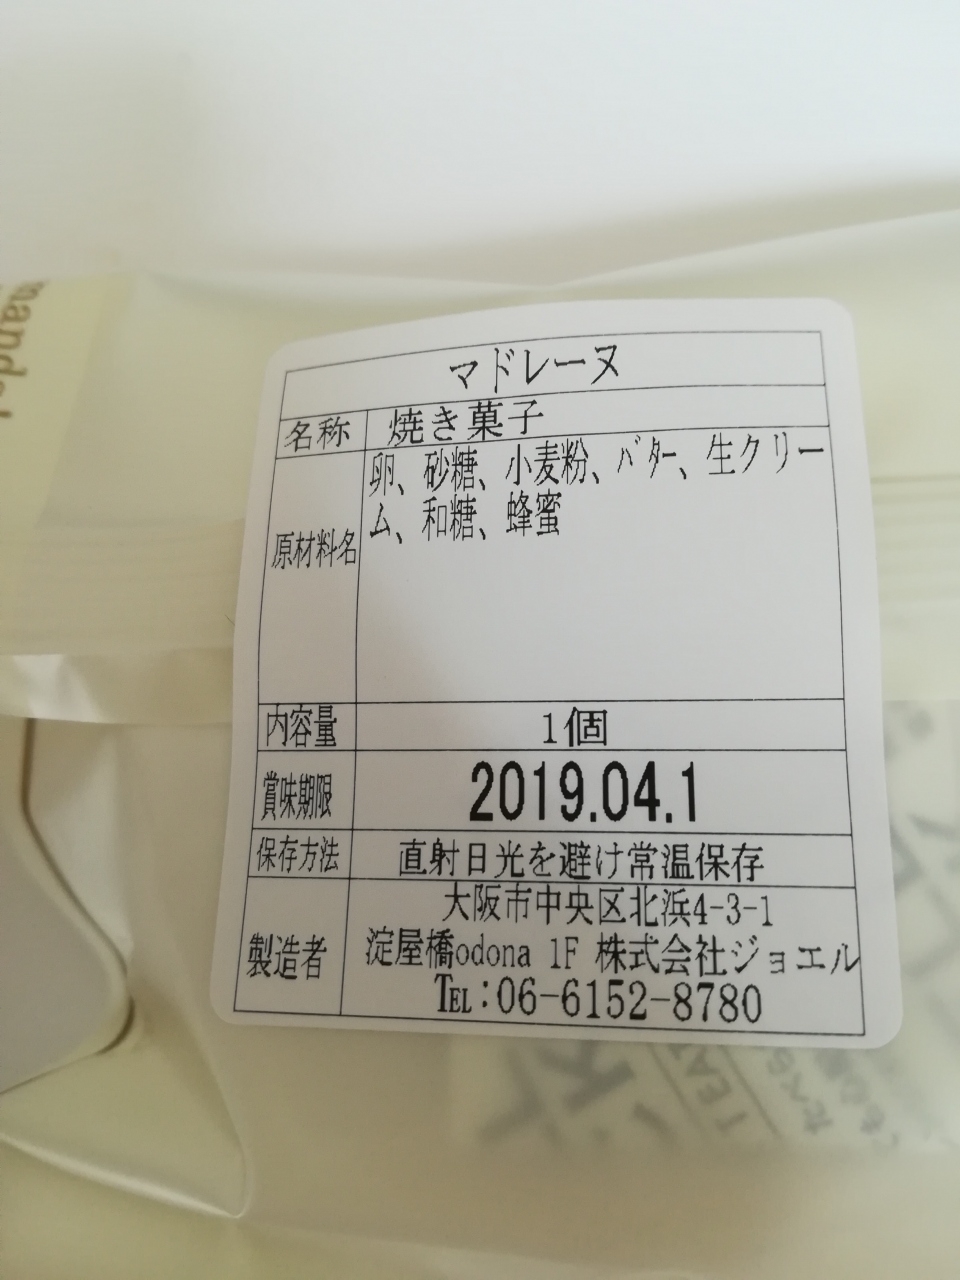 マドレーヌ
名称 焼き菓子
原材料名 卵、砂糖、小麦粉、バター、生クリー
ム、和糖、蜂蜜
内容量 1個
賞味期限 2019.04.1
保存方法 直射日光を避け常温保存
製造者 大阪市中央区北浜4-3-1
淀屋橋odona 1F 株式会社ジョエル
TEL:06-6152-8780